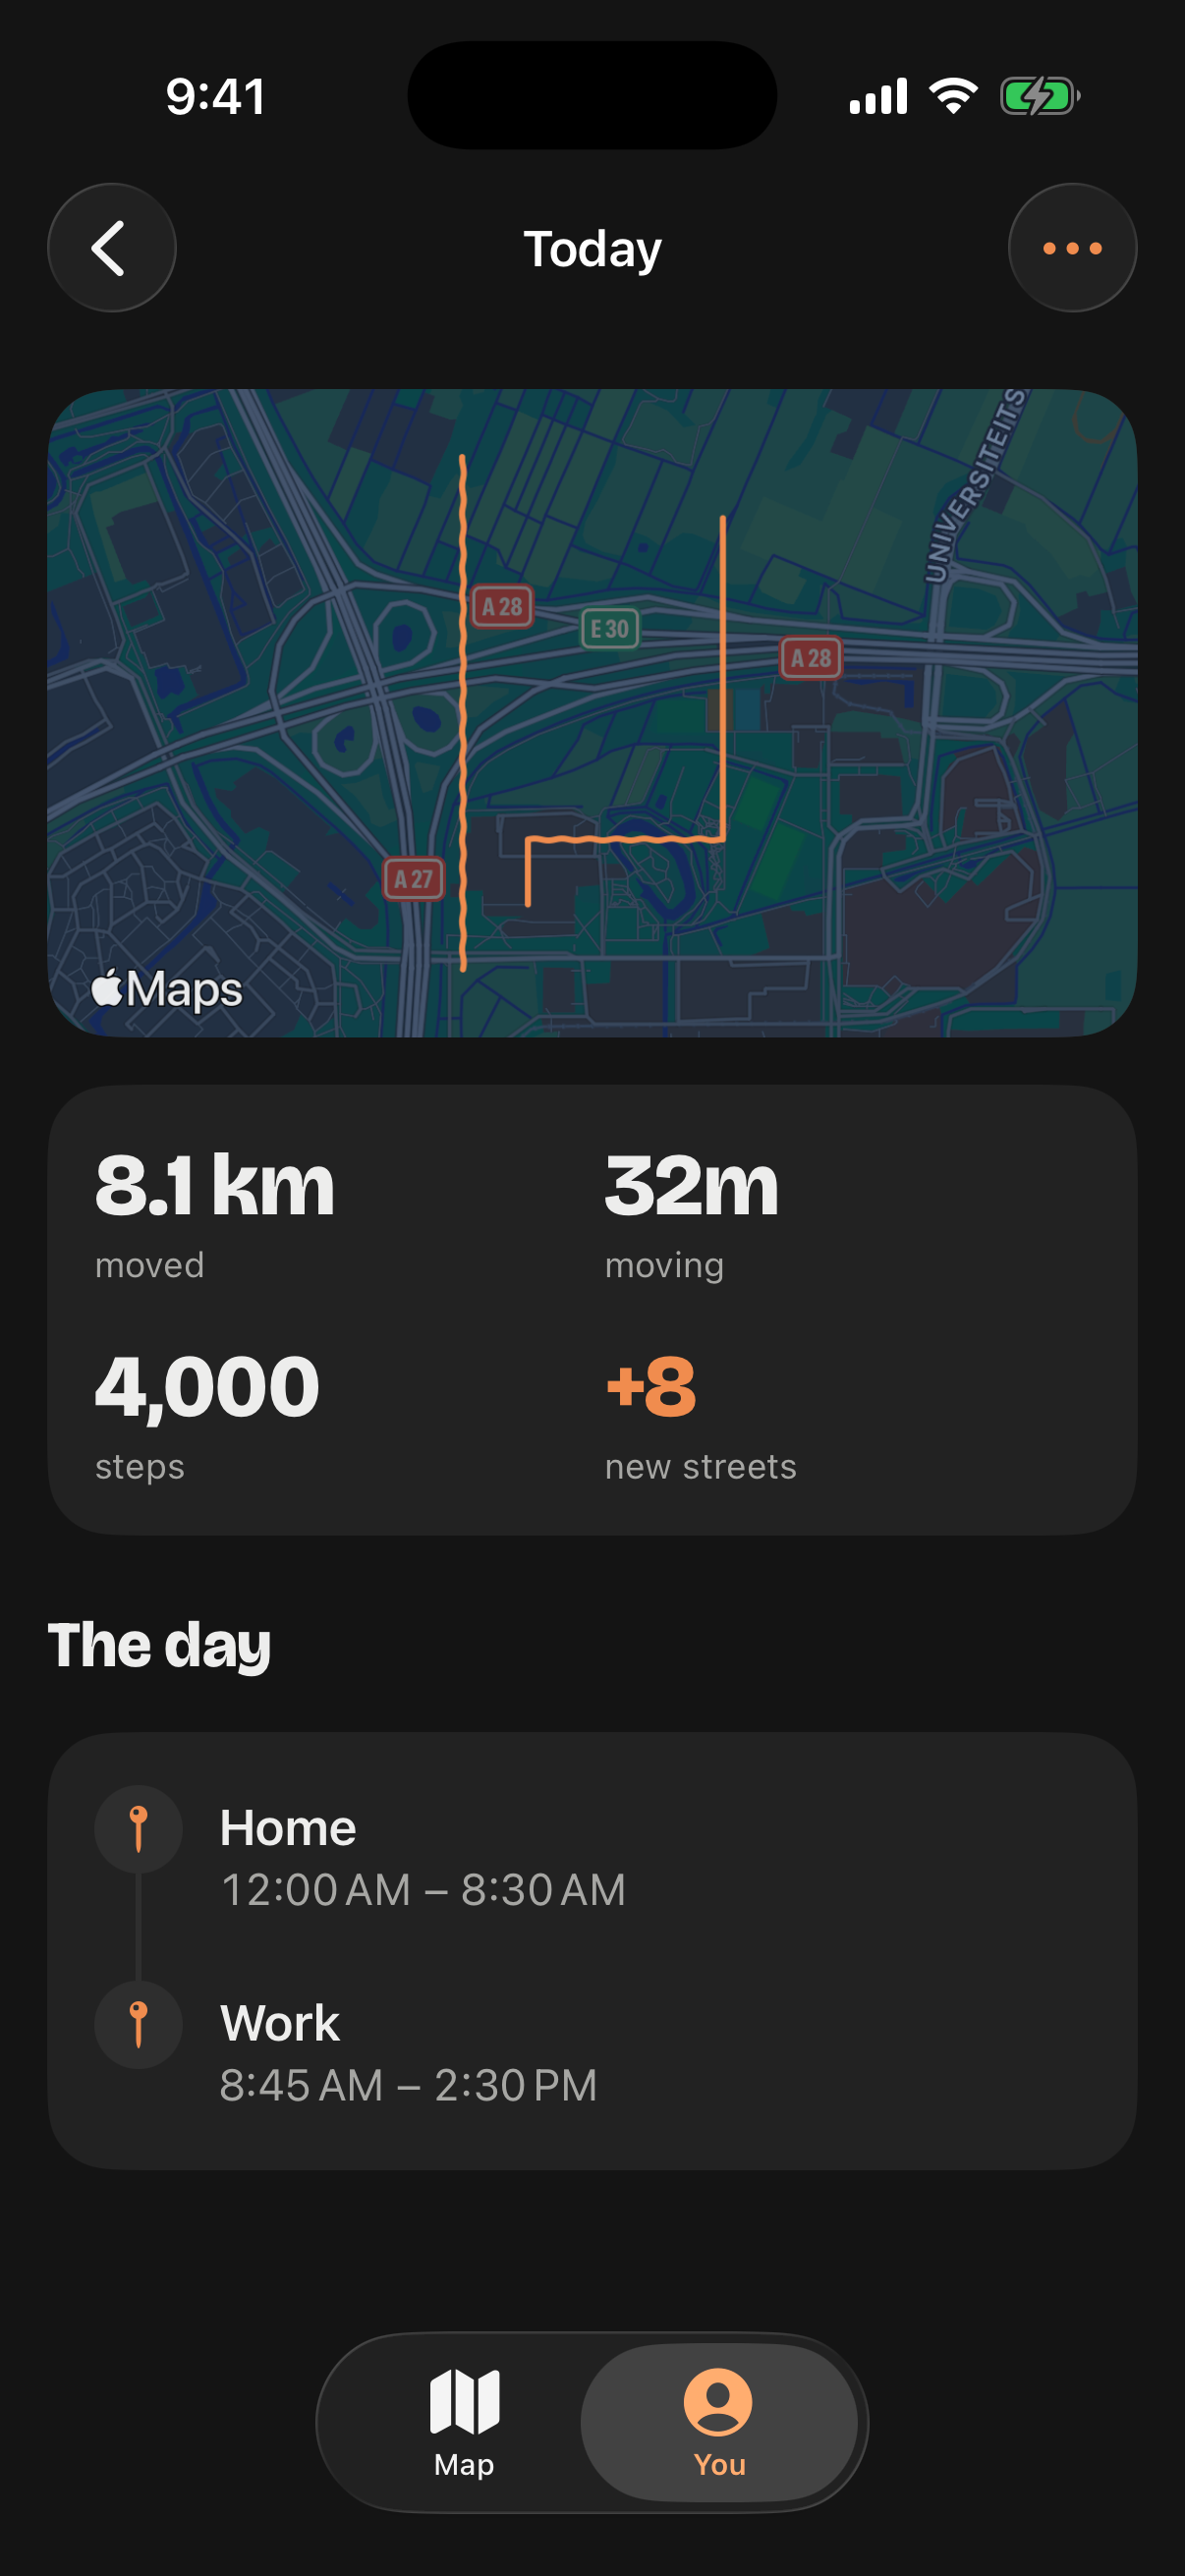 9:41
Today
UNIVERSITEITS
A 28
E 30
A 28
A 27
Maps
8.1 km
32m
moved
moving
4,000
+8
steps
new streets
The day
Home
12:00 AM – 8:30 AM
Work
8:45 AM – 2:30 PM
Map
You